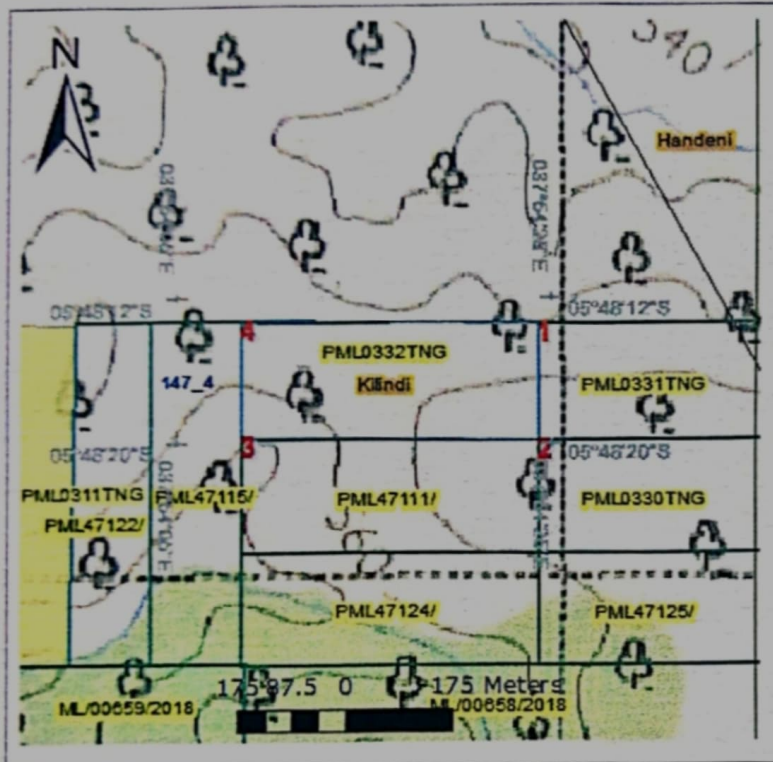 N
540
Handeni
05°48'12"S
05°48'12"S
4
1
PML0332TNG
147_4
Kilindi
PML0331TNG
3
2
05°48'20"S
05°48'20"S
PML0311TNG
PML47115/
PML47111/
PML0330TNG
PML47122/
PML47124/
PML47125/
175 87.5 0 175 Meters
ML/00659/2018
ML/00658/2018